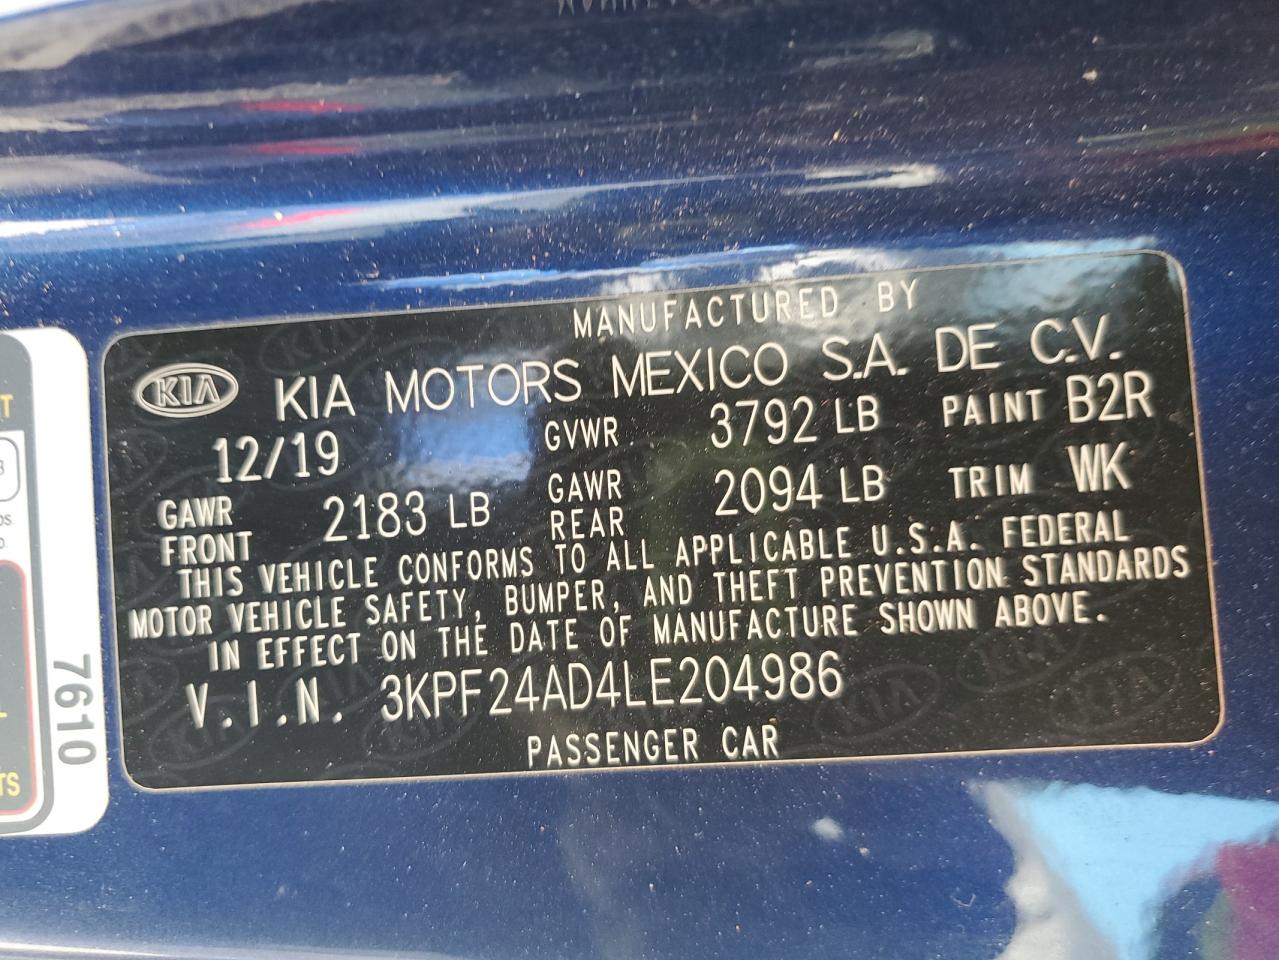 MANUFACTURED BY
KIA KIA MOTORS MEXICO S.A. DE C.V.
12/19 GVWR 3792 LB PAINT B2R
GAWR FRONT 2183 LB GAWR REAR 2094 LB TRIM WK
THIS VEHICLE CONFORMS TO ALL APPLICABLE U.S.A. FEDERAL
MOTOR VEHICLE SAFETY, BUMPER, AND THEFT PREVENTION STANDARDS
IN EFFECT ON THE DATE OF MANUFACTURE SHOWN ABOVE.
V.I.N. 3KPF24AD4LE204986
PASSENGER CAR
7610